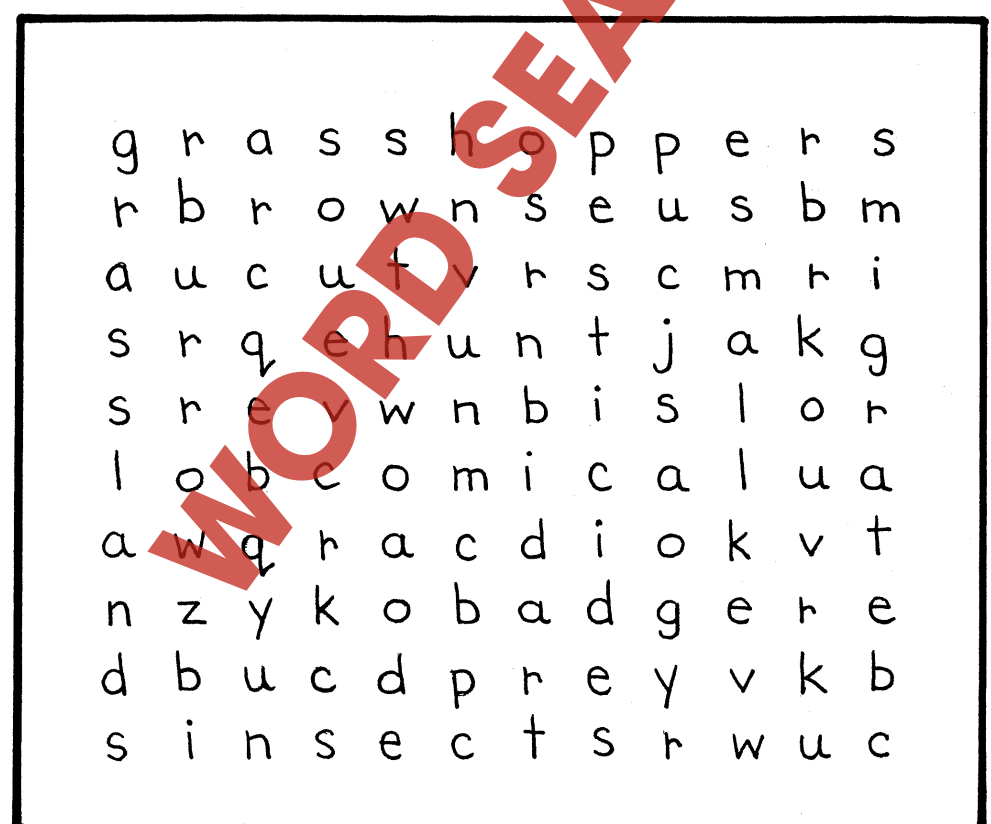 WORD SEA
g r a s s h o p p e r s
r b r o w n s e u s b m
a u c u t v r s c m r i
s r q e h u n t j a k g
s r e v w n b i s l o r
l o b c o m i c a l u a
a w q r a c d i o k v t
n z y k o b a d g e r e
d b u c d p r e y v k b
s i n s e c t s r w u c